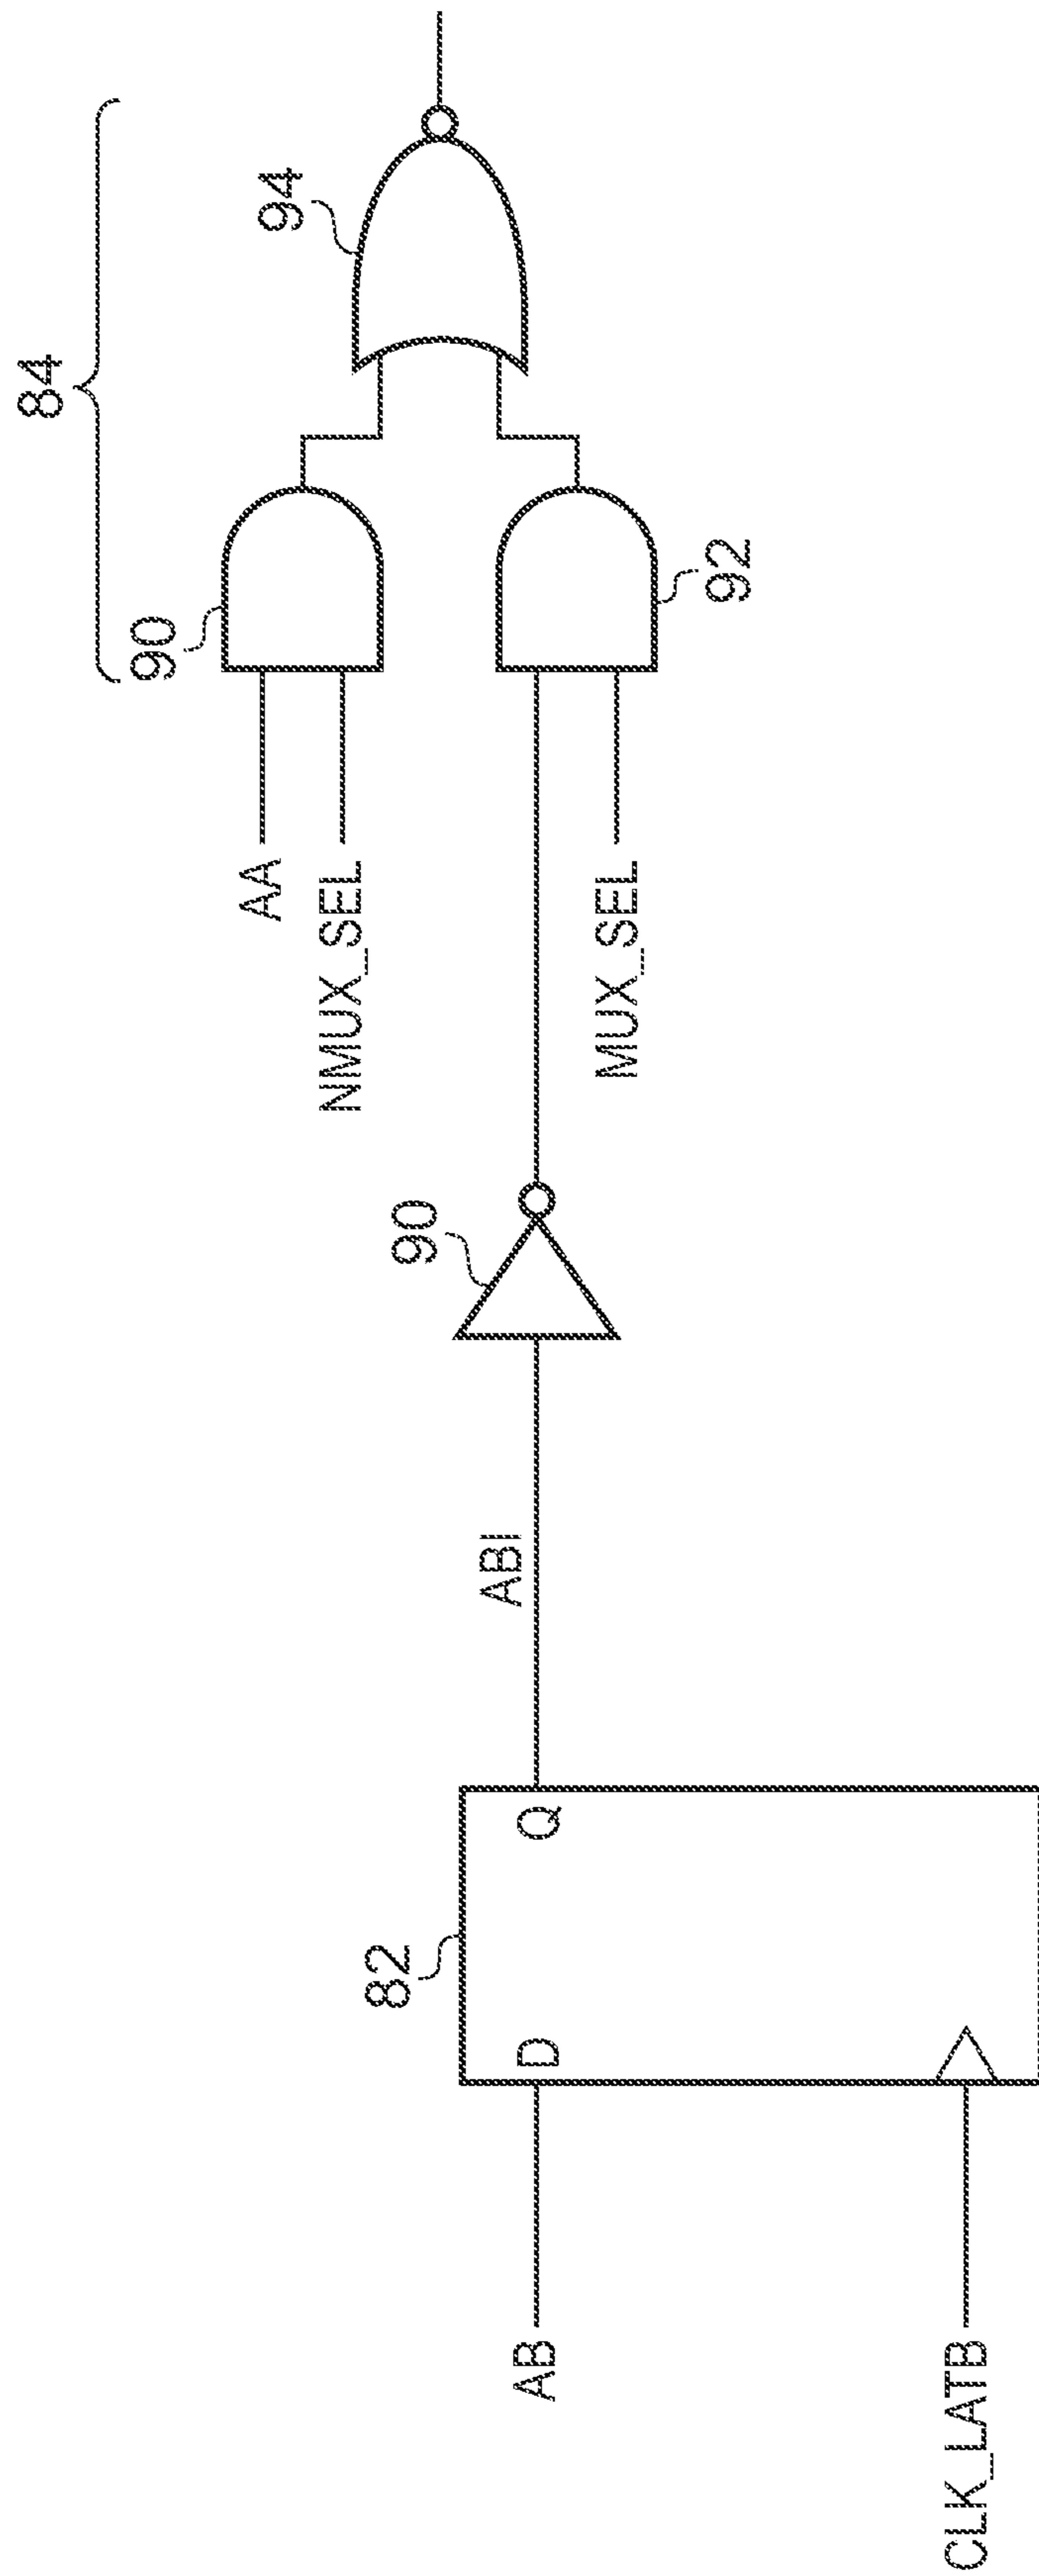 84
90
94
AA
NMUX_SEL
82
90
D
Q
ABI
AB
MUX_SEL
92
CLK_LATB